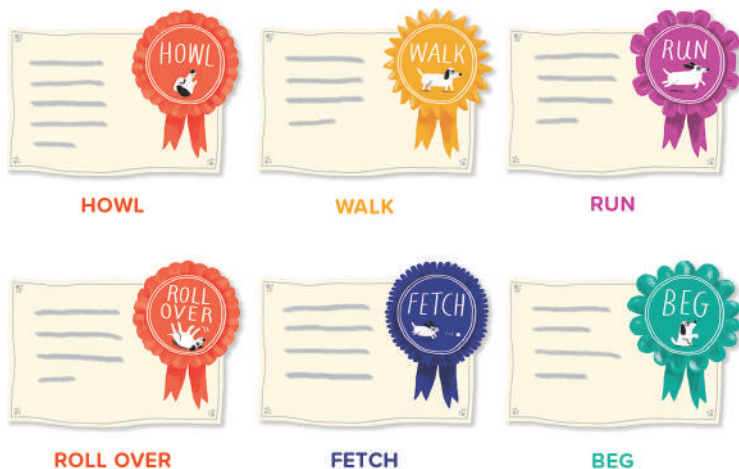 HOWL
WALK
RUN
HOWL
WALK
RUN
ROLL
OVER
FETCH
BEG
ROLL OVER
FETCH
BEG